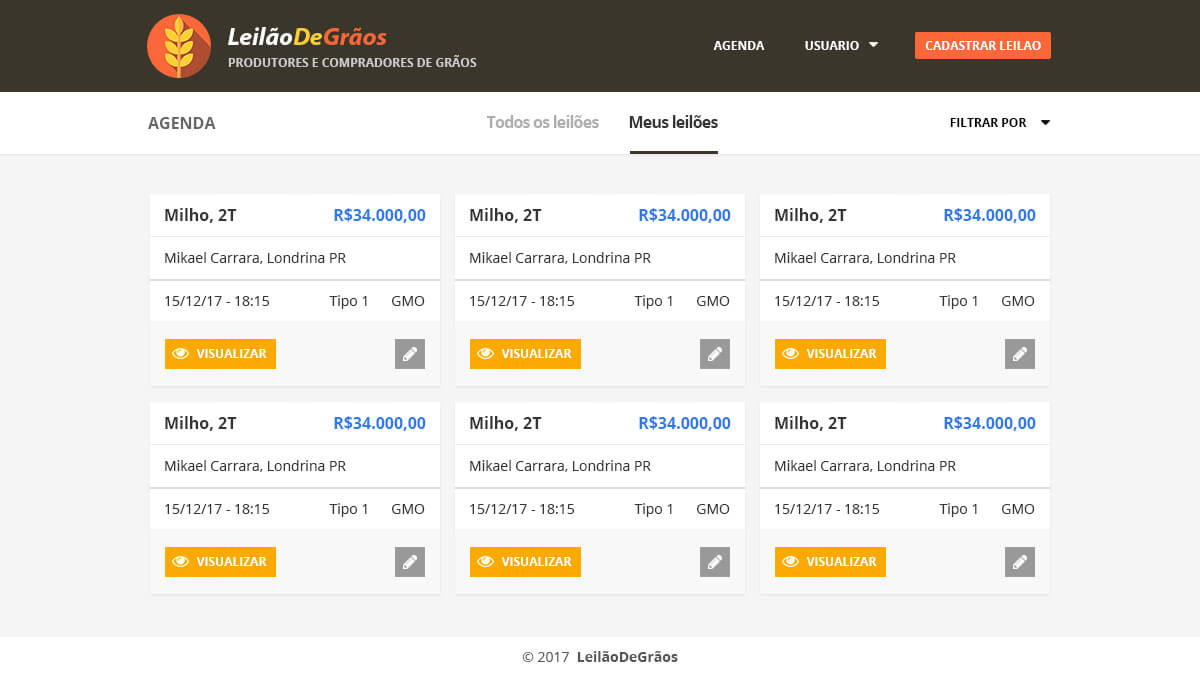 LeilãoDeGrãos
PRODUTORES E COMPRADORES DE GRÃOS
AGENDA USUARIO CADASTRAR LEILAO
AGENDA Todos os leilões Meus leilões FILTRAR POR
Milho, 2T R$34.000,00 Milho, 2T R$34.000,00 Milho, 2T R$34.000,00
Mikael Carrara, Londrina PR Mikael Carrara, Londrina PR Mikael Carrara, Londrina PR
15/12/17 - 18:15 Tipo 1 GMO 15/12/17 - 18:15 Tipo 1 GMO 15/12/17 - 18:15 Tipo 1 GMO
VISUALIZAR VISUALIZAR VISUALIZAR
Milho, 2T R$34.000,00 Milho, 2T R$34.000,00 Milho, 2T R$34.000,00
Mikael Carrara, Londrina PR Mikael Carrara, Londrina PR Mikael Carrara, Londrina PR
15/12/17 - 18:15 Tipo 1 GMO 15/12/17 - 18:15 Tipo 1 GMO 15/12/17 - 18:15 Tipo 1 GMO
VISUALIZAR VISUALIZAR VISUALIZAR
© 2017 LeilãoDeGrãos